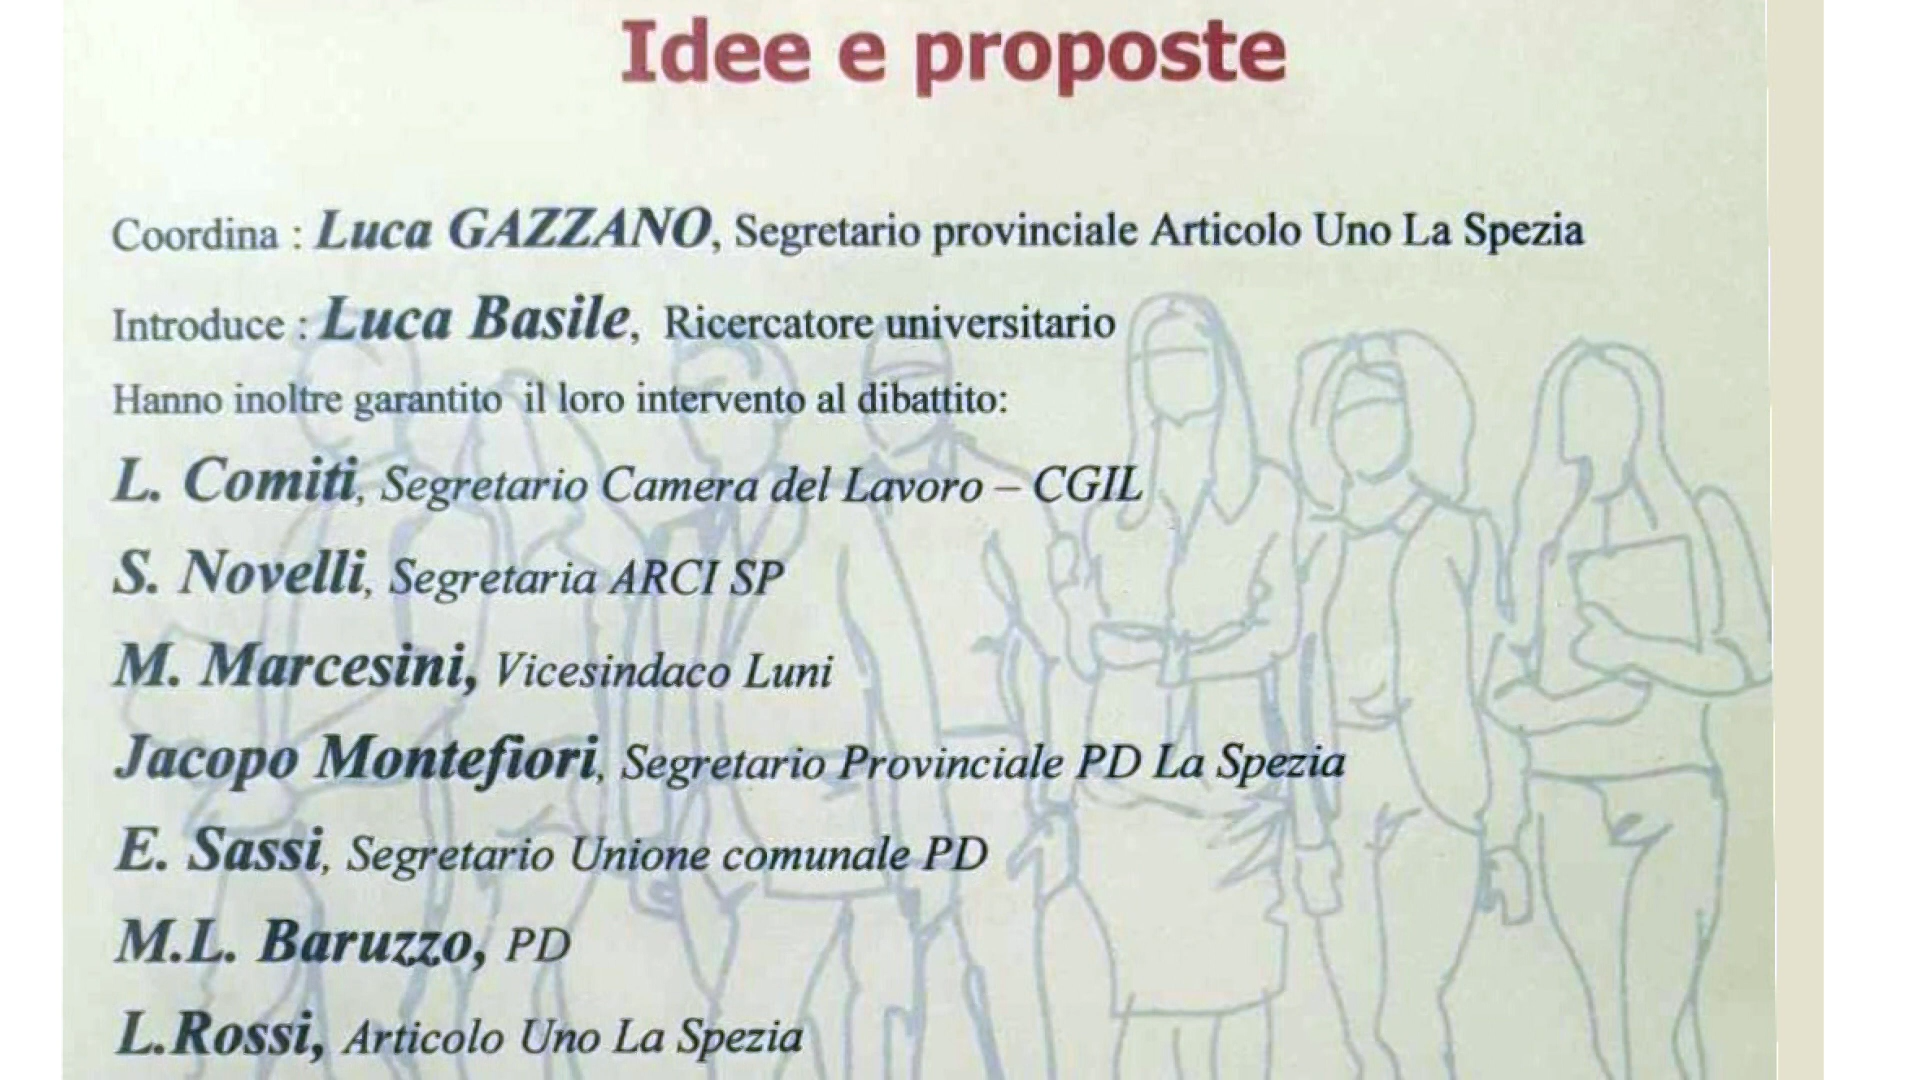 Idee e proposte
Coordina : Luca GAZZANO, Segretario provinciale Articolo Uno La Spezia
Introduce : Luca Basile, Ricercatore universitario
Hanno inoltre garantito il loro intervento al dibattito:
L. Comiti, Segretario Camera del Lavoro – CGIL
S. Novelli, Segretaria ARCI SP
M. Marcesini, Vicesindaco Luni
Jacopo Montefiori, Segretario Provinciale PD La Spezia
E. Sassi, Segretario Unione comunale PD
M.L. Baruzzo, PD
L.Rossi, Articolo Uno La Spezia